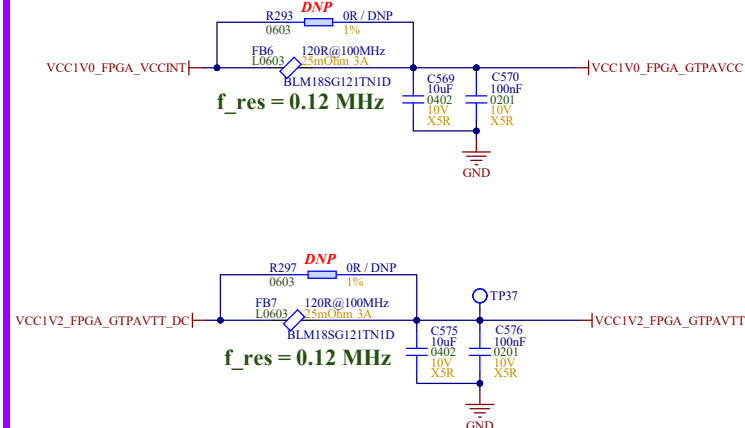 DNP
R293 0R / DNP
0603 1%
FB6 120R@100MHz
L0603 25mOhm 3A
VCC1V0_FPGA_VCCINT VCC1V0_FPGA_GTPAVCC
BLM18SG121TN1D
f_res = 0.12 MHz
C569 C570
10uF 100nF
0402 0201
10V 10V
X5R X5R
GND
DNP
R297 0R / DNP
0603 1%
TP37
FB7 120R@100MHz
L0603 25mOhm 3A
VCC1V2_FPGA_GTPAVTT_DC VCC1V2_FPGA_GTPAVTT
BLM18SG121TN1D
f_res = 0.12 MHz
C575 C576
10uF 100nF
0402 0201
10V 10V
X5R X5R
GND